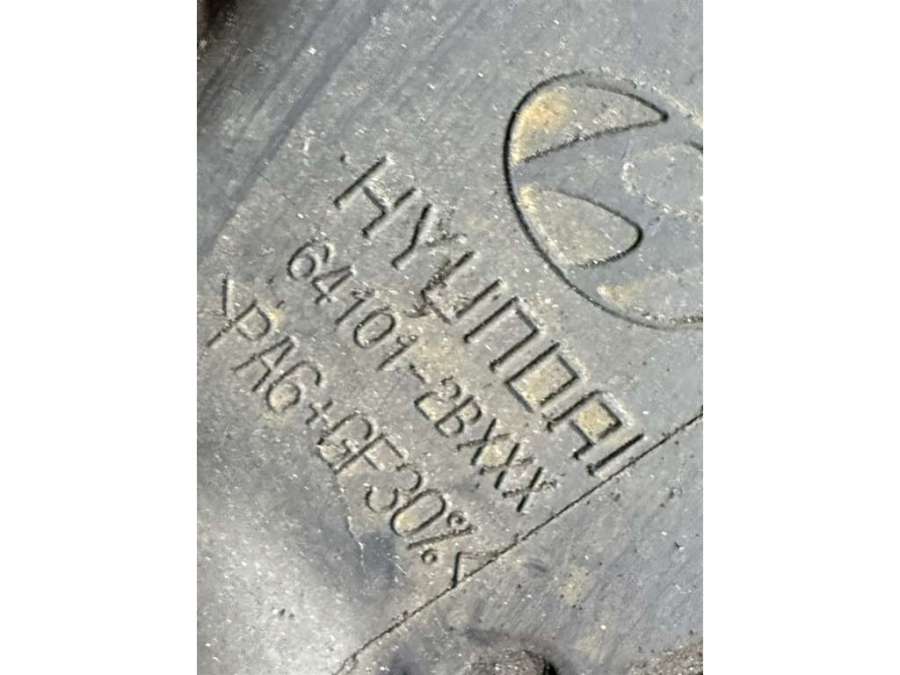 HYUNDAI
64101-2BXXX
>PA6+GF30%<